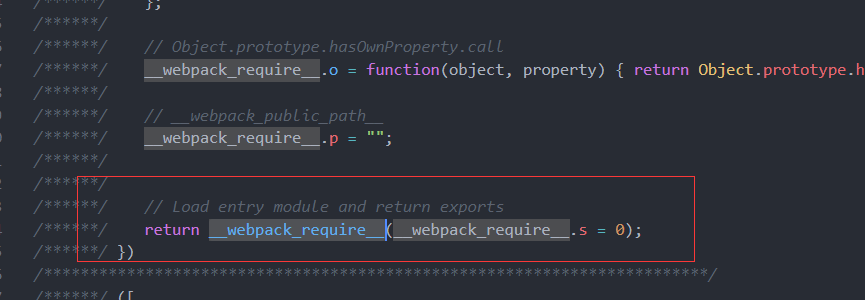 /******/ };
/******/
/******/ // Object.prototype.hasOwnProperty.call
/******/ __webpack_require__.o = function(object, property) { return Object.prototype.h
/******/
/******/ // __webpack_public_path__
/******/ __webpack_require__.p = "";
/******/
/******/
/******/ // Load entry module and return exports
/******/ return __webpack_require__(__webpack_require__.s = 0);
/******/ })
/************************************************************************/
/******/ ([